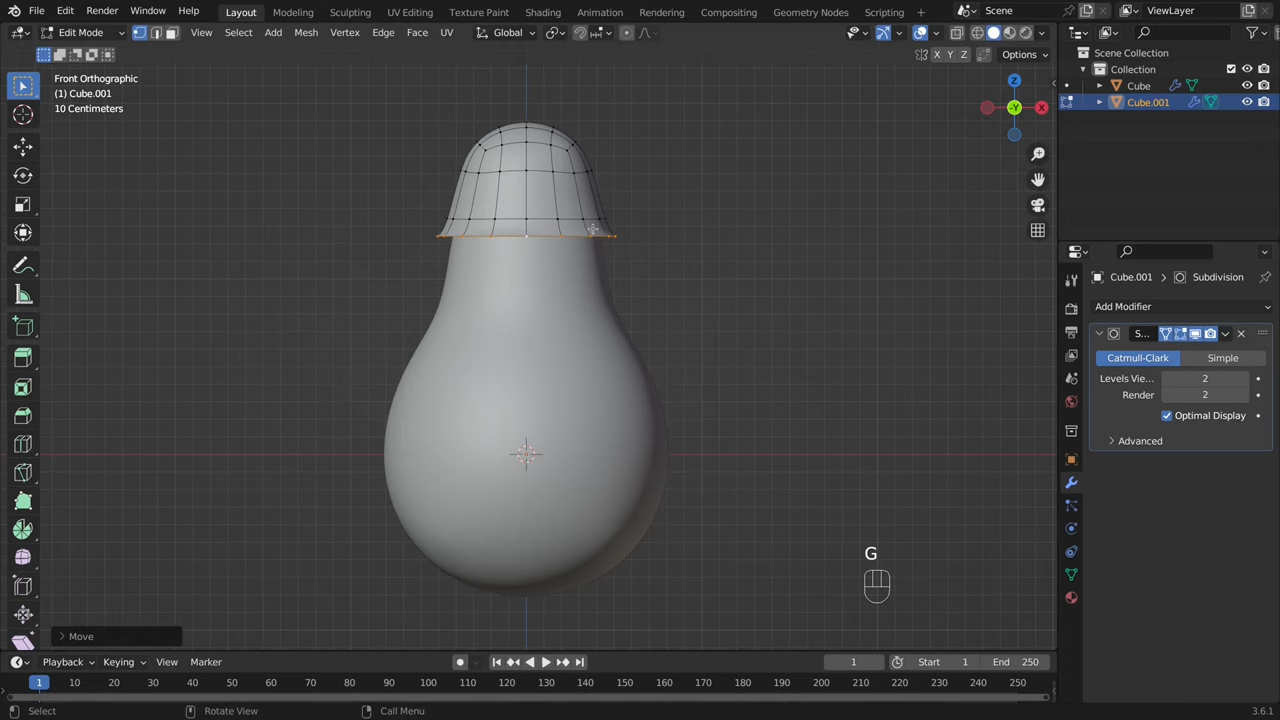 File Edit Render Window Help Layout Modeling Sculpting UV Editing Texture Paint Shading Animation Rendering Compositing Geometry Nodes Scripting Scene ViewLayer
Edit Mode View Select Add Mesh Vertex Edge Face UV Global X Y Z Options
Front Orthographic
(1) Cube.001
10 Centimeters
Z
X
-Y
G
Move
Scene Collection
Collection
Cube
Cube.001
Cube.001 Subdivision
Add Modifier
S...
Catmull-Clark Simple
Levels Vie... 2
Render 2
Optimal Display
Advanced
Playback Keying View Marker 1 Start 1 End 250
1 10 20 30 40 50 60 70 80 90 100 110 120 130 140 150 160 170 180 190 200 210 220 230 240 250
Select Rotate View Call Menu 3.6.1